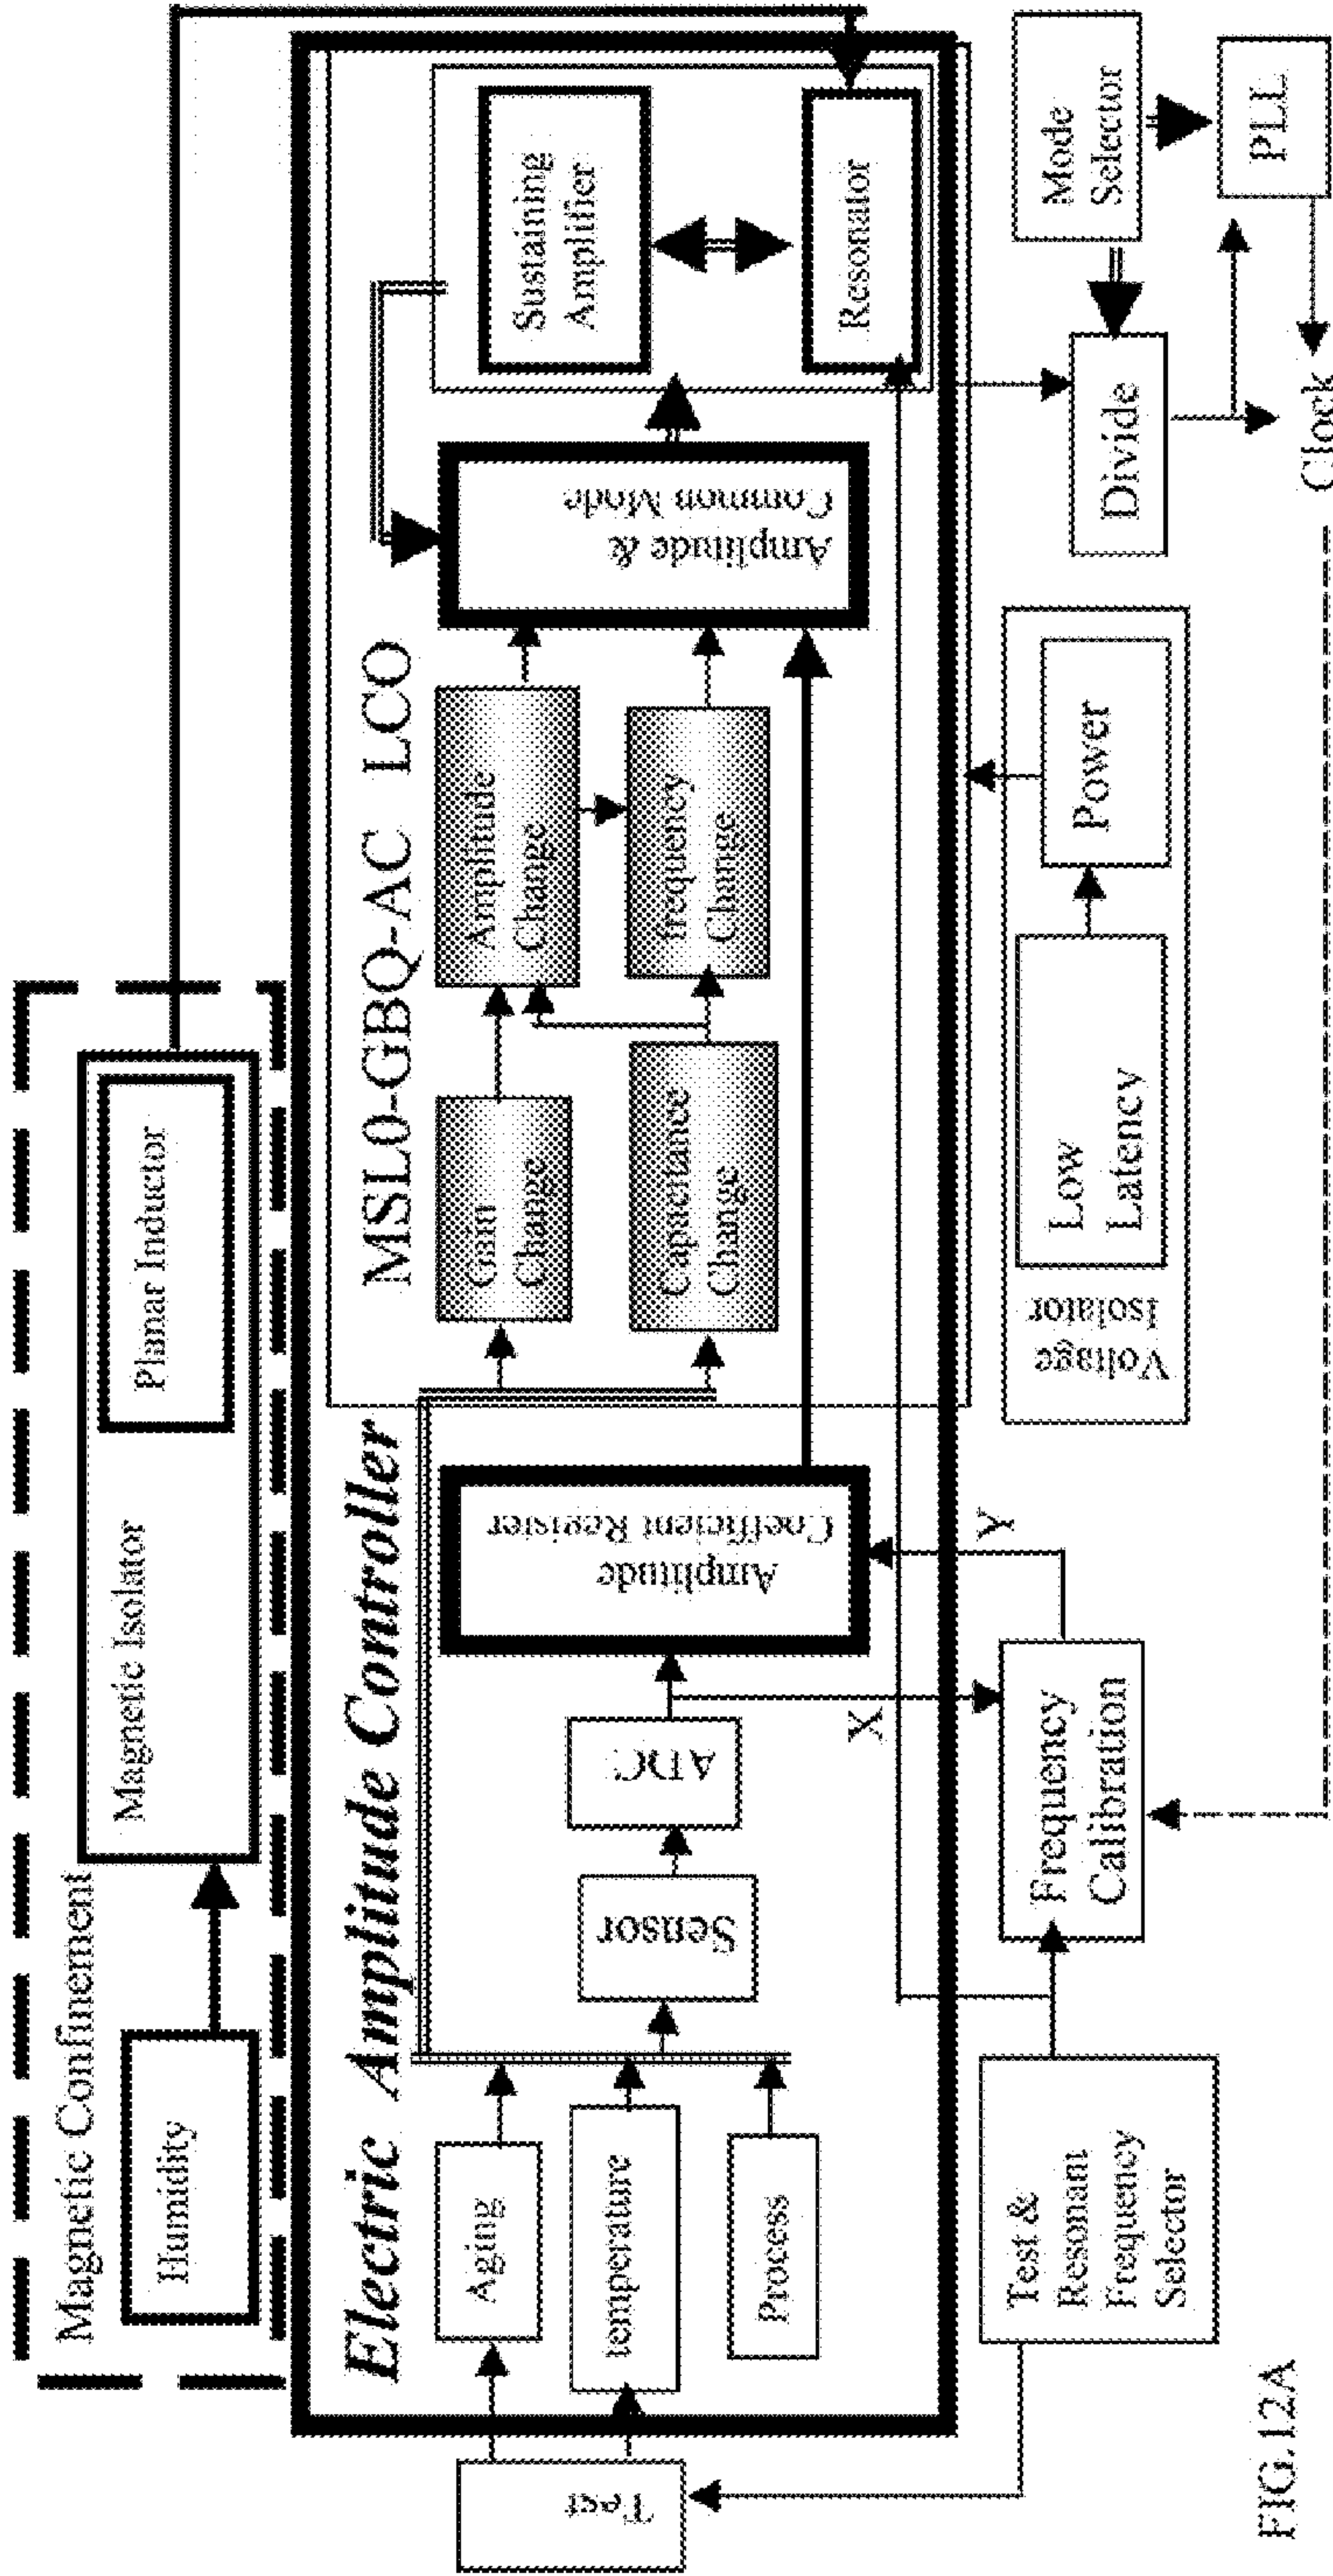 Magnetic Confinement
Humidity
Magnetic Isolator
Planar Inductor
Electric Amplitude Controller
MSL0-GBQ-AC LCO
Test
Aging
temperature
Process
Sensor
ADC
Amplitude
Coefficient Register
Gain
Change
Capacitance
Change
Amplitude
Change
frequency
Change
Amplitude &
Common Mode
Sustaining
Amplifier
Resonator
X
Y
Test &
Resonant
Frequency
Selector
Frequency
Calibration
Voltage
Isolator
Low
Latency
Power
Divide
Mode
Selector
PLL
Clock
FIG.12A